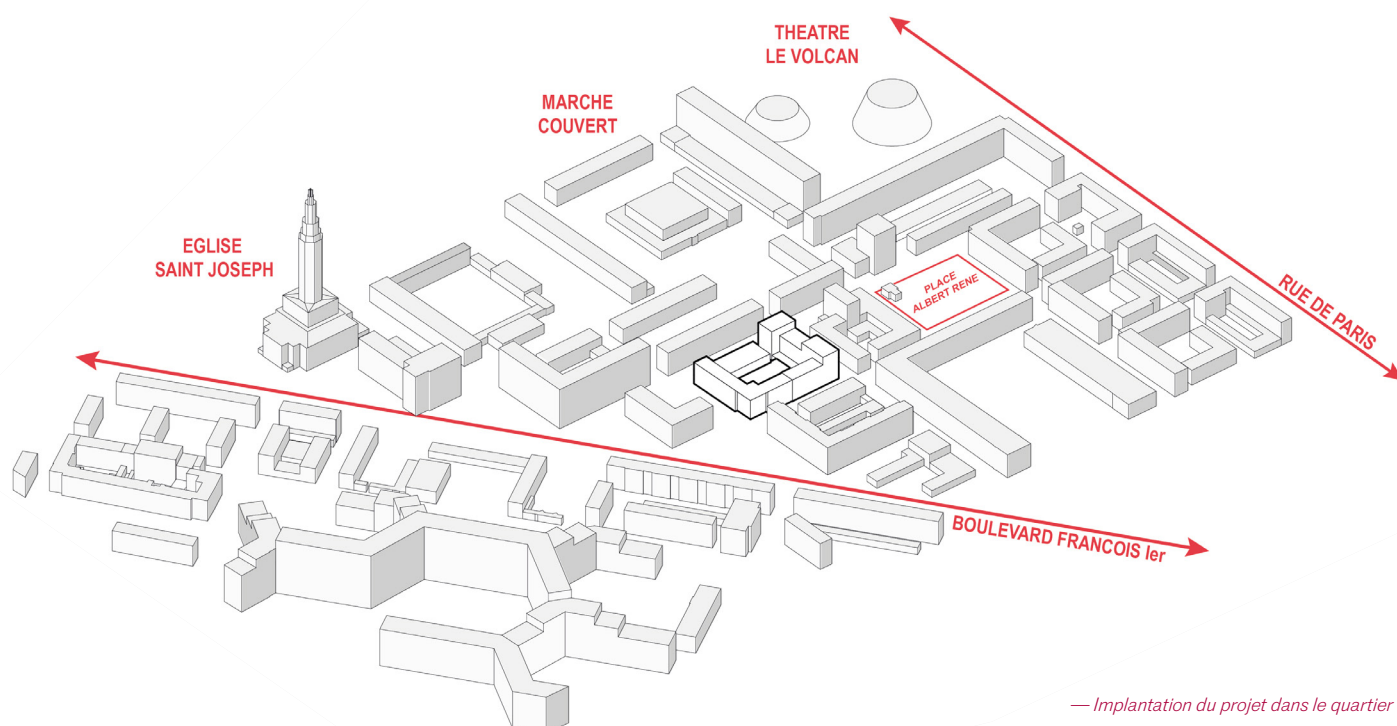 THEATRE
LE VOLCAN
MARCHE
COUVERT
EGLISE
SAINT JOSEPH
PLACE
ALBERT RENE
RUE DE PARIS
BOULEVARD FRANCOIS Ier
— Implantation du projet dans le quartier